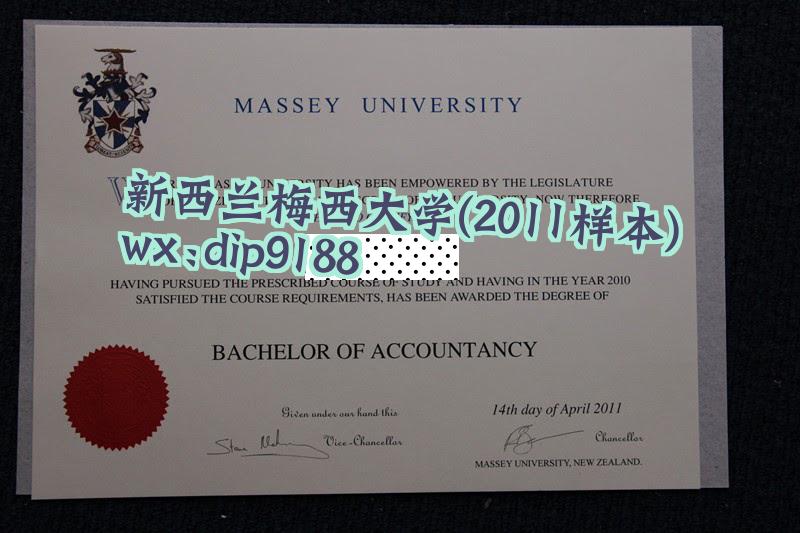 MASSEY UNIVERSITY
UNIVERSITY HAS BEEN EMPOWERED BY THE LEGISLATURE
NOW THEREFORE
新西兰梅西大学(2011样本)
wx:dip9188
HAVING PURSUED THE PRESCRIBED COURSE OF STUDY AND HAVING IN THE YEAR 2010
SATISFIED THE COURSE REQUIREMENTS, HAS BEEN AWARDED THE DEGREE OF
BACHELOR OF ACCOUNTANCY
Given under our hand this
14th day of April 2011
Vice-Chancellor
Chancellor
MASSEY UNIVERSITY, NEW ZEALAND.